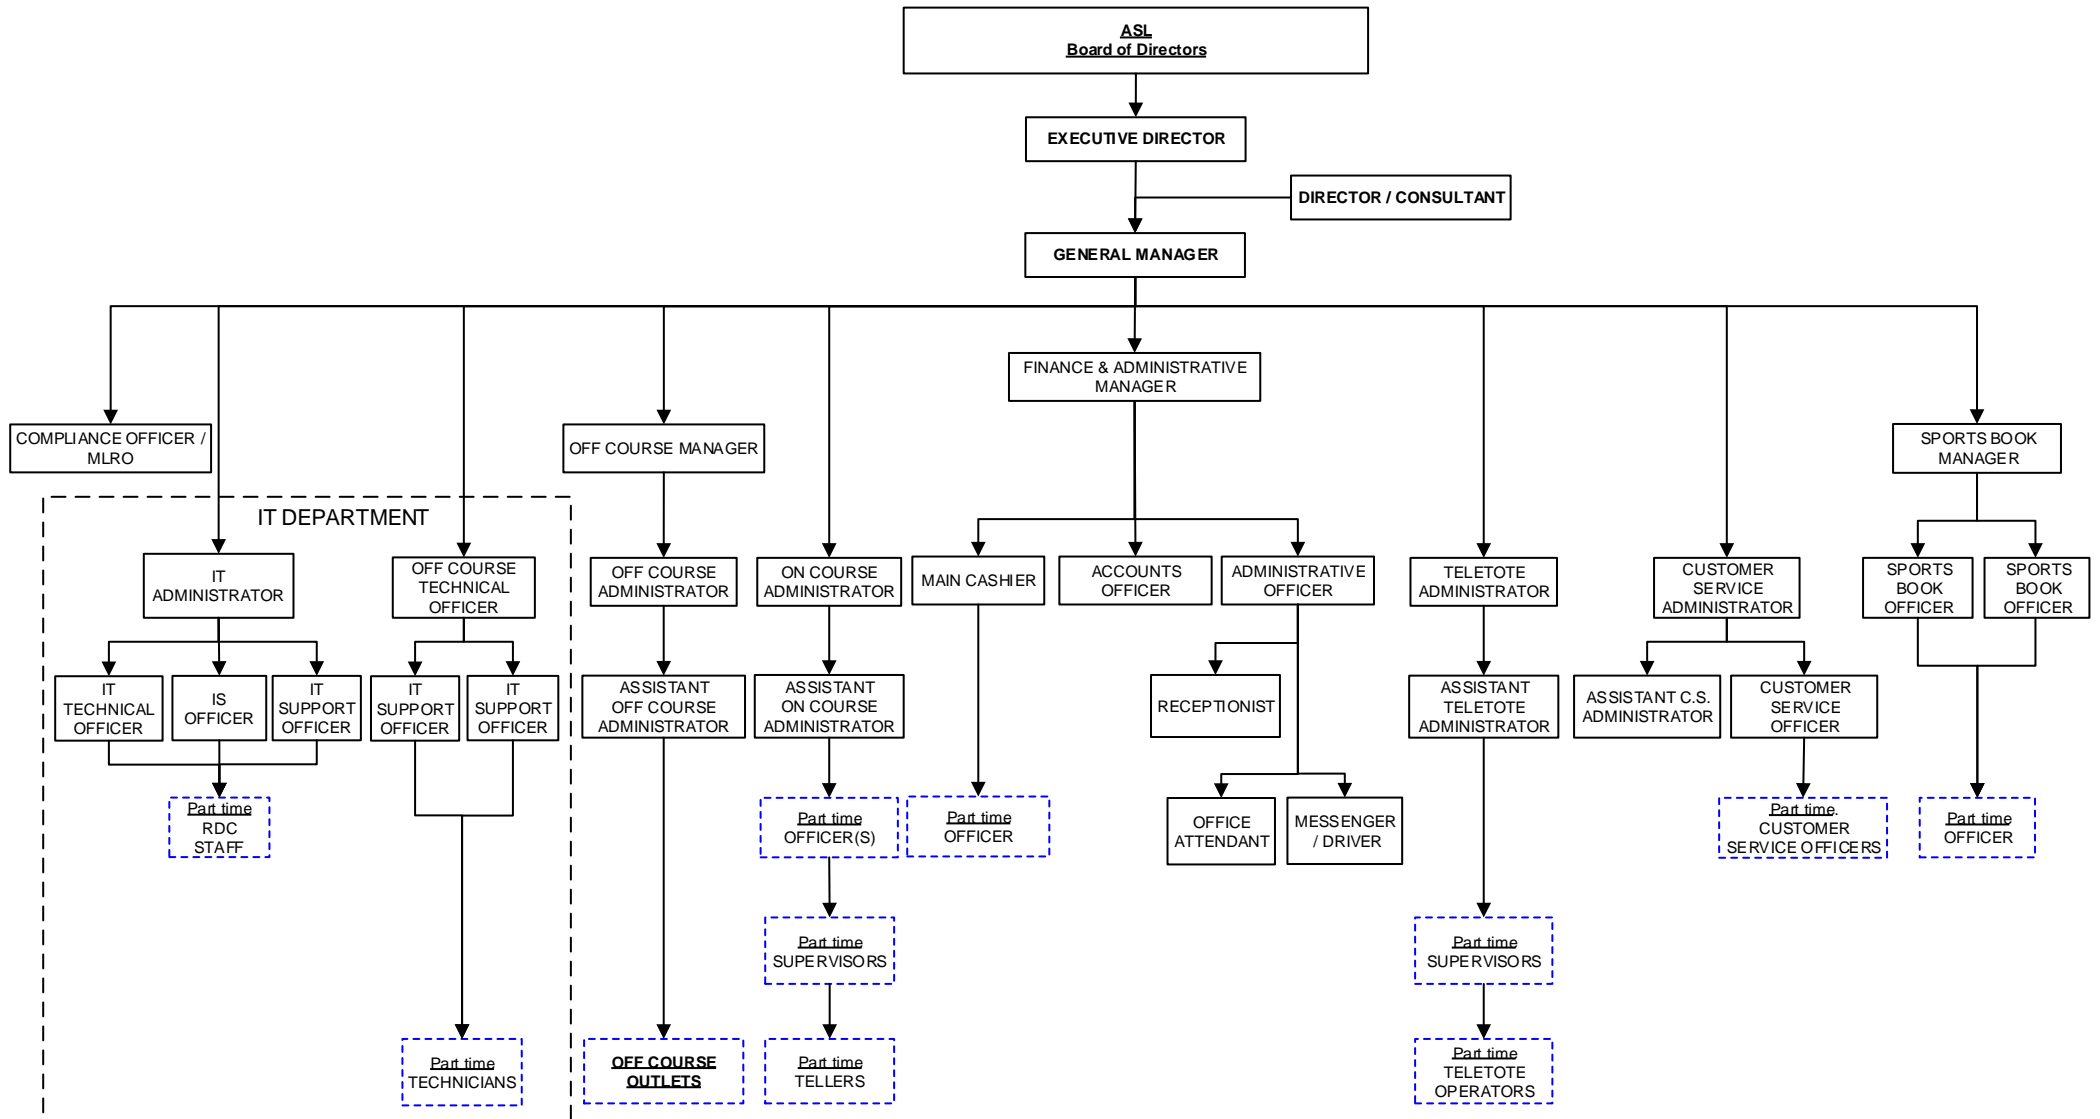 ASL
Board of Directors
EXECUTIVE DIRECTOR
DIRECTOR / CONSULTANT
GENERAL MANAGER
FINANCE & ADMINISTRATIVE
MANAGER
COMPLIANCE OFFICER /
MLRO
OFF COURSE MANAGER
SPORTS BOOK
MANAGER
IT DEPARTMENT
IT
ADMINISTRATOR
OFF COURSE
TECHNICAL
OFFICER
OFF COURSE
ADMINISTRATOR
ON COURSE
ADMINISTRATOR
MAIN CASHIER
ACCOUNTS
OFFICER
ADMINISTRATIVE
OFFICER
TELETOTE
ADMINISTRATOR
CUSTOMER
SERVICE
ADMINISTRATOR
SPORTS
BOOK
OFFICER
SPORTS
BOOK
OFFICER
IT
TECHNICAL
OFFICER
IS
OFFICER
IT
SUPPORT
OFFICER
IT
SUPPORT
OFFICER
IT
SUPPORT
OFFICER
ASSISTANT
OFF COURSE
ADMINISTRATOR
ASSISTANT
ON COURSE
ADMINISTRATOR
RECEPTIONIST
ASSISTANT
TELETOTE
ADMINISTRATOR
ASSISTANT C.S.
ADMINISTRATOR
CUSTOMER
SERVICE
OFFICER
Part time
RDC
STAFF
Part time
OFFICER(S)
Part time
OFFICER
OFFICE
ATTENDANT
MESSENGER
/ DRIVER
Part time.
CUSTOMER
SERVICE OFFICERS
Part time
OFFICER
Part time
SUPERVISORS
Part time
SUPERVISORS
Part time
TECHNICIANS
OFF COURSE
OUTLETS
Part time
TELLERS
Part time
TELETOTE
OPERATORS